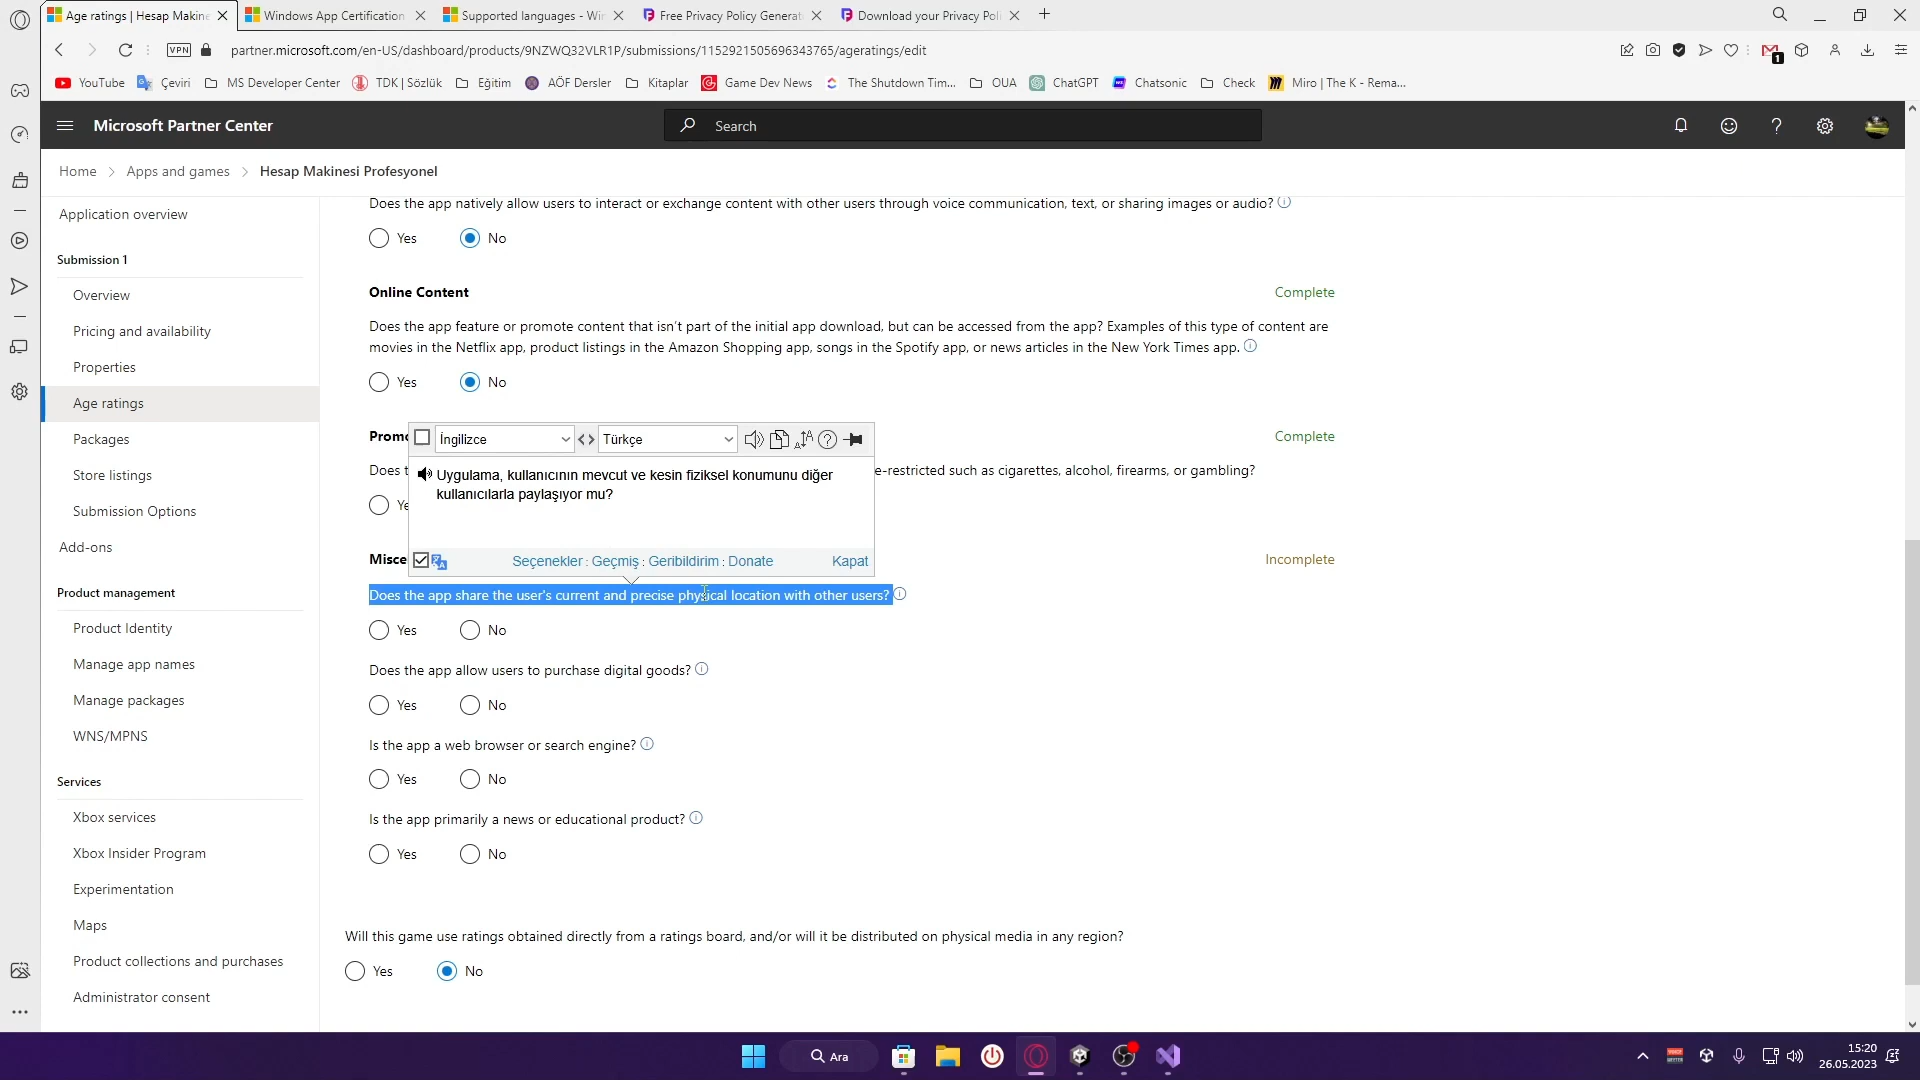 Age ratings | Hesap Makine
Windows App Certification
Supported languages - Win
Free Privacy Policy Generat
Download your Privacy Poli
VPN
partner.microsoft.com/en-US/dashboard/products/9NZWQ32VLR1P/submissions/1152921505696343765/ageratings/edit
1
YouTube
Çeviri
MS Developer Center
TDK | Sözlük
Eğitim
AÖF Dersler
Kitaplar
Game Dev News
The Shutdown Tim...
OUA
ChatGPT
Chatsonic
Check
Miro | The K - Rema...
Microsoft Partner Center
Search
Home
Apps and games
Hesap Makinesi Profesyonel
Application overview
Submission 1
Overview
Pricing and availability
Properties
Age ratings
Packages
Store listings
Submission Options
Add-ons
Product management
Product Identity
Manage app names
Manage packages
WNS/MPNS
Services
Xbox services
Xbox Insider Program
Experimentation
Maps
Product collections and purchases
Administrator consent
Does the app natively allow users to interact or exchange content with other users through voice communication, text, or sharing images or audio?
Yes
No
Online Content
Complete
Does the app feature or promote content that isn't part of the initial app download, but can be accessed from the app? Examples of this type of content are
movies in the Netflix app, product listings in the Amazon Shopping app, songs in the Spotify app, or news articles in the New York Times app.
Yes
No
Promo
Complete
Does t
e-restricted such as cigarettes, alcohol, firearms, or gambling?
Ye
İngilizce
Türkçe
Uygulama, kullanıcının mevcut ve kesin fiziksel konumunu diğer
kullanıcılarla paylaşıyor mu?
Seçenekler : Geçmiş : Geribildirim : Donate
Kapat
Misce
Incomplete
Does the app share the user's current and precise physical location with other users?
Yes
No
Does the app allow users to purchase digital goods?
Yes
No
Is the app a web browser or search engine?
Yes
No
Is the app primarily a news or educational product?
Yes
No
Will this game use ratings obtained directly from a ratings board, and/or will it be distributed on physical media in any region?
Yes
No
Ara
15:20
26.05.2023